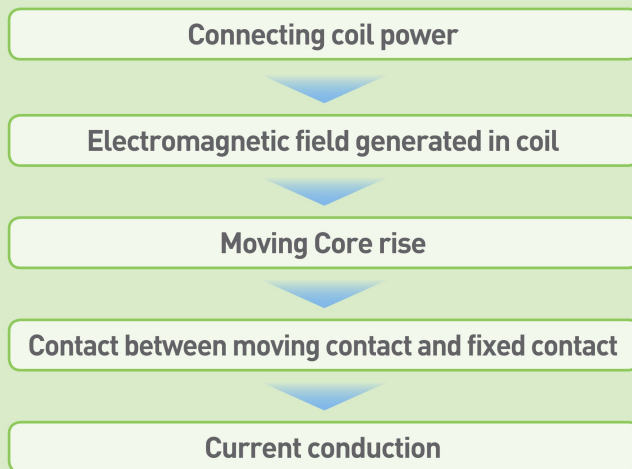 Connecting coil power
Electromagnetic field generated in coil
Moving Core rise
Contact between moving contact and fixed contact
Current conduction